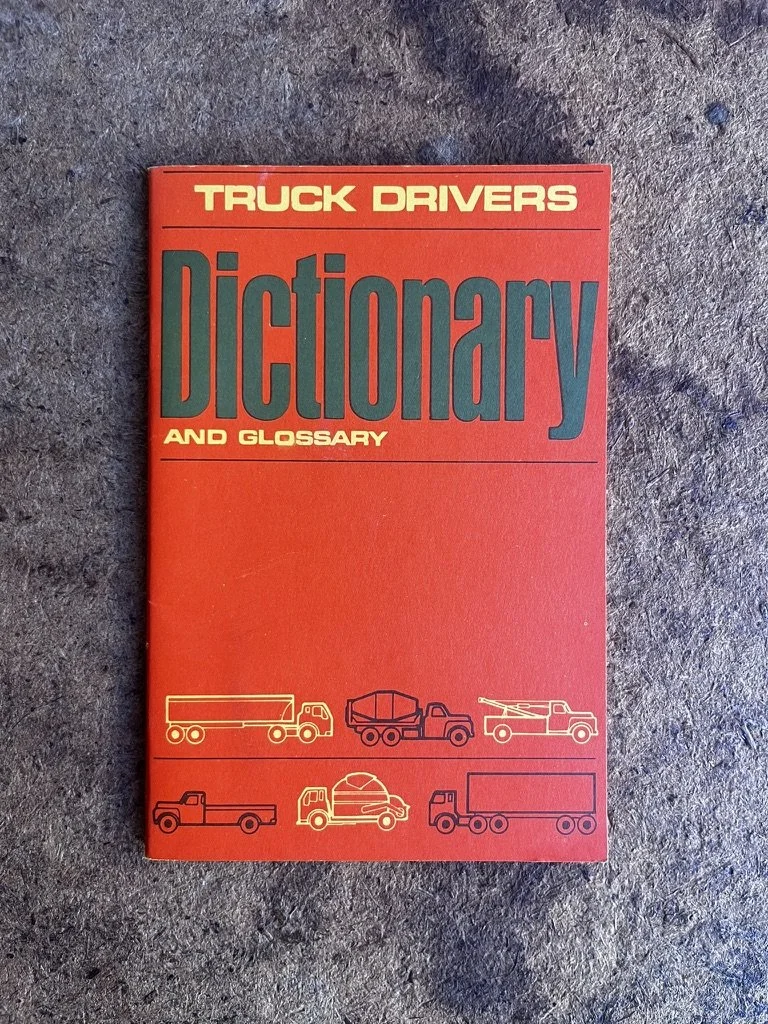 TRUCK DRIVERS
Dictionary
AND GLOSSARY